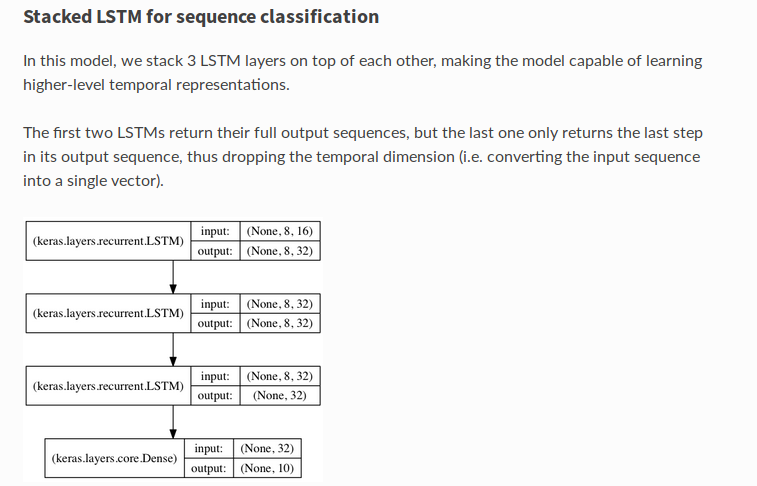 Stacked LSTM for sequence classification
In this model, we stack 3 LSTM layers on top of each other, making the model capable of learning
higher-level temporal representations.
The first two LSTMs return their full output sequences, but the last one only returns the last step
in its output sequence, thus dropping the temporal dimension (i.e. converting the input sequence
into a single vector).
(keras.layers.recurrent.LSTM) input: (None, 8, 16)
output: (None, 8, 32)
(keras.layers.recurrent.LSTM) input: (None, 8, 32)
output: (None, 8, 32)
(keras.layers.recurrent.LSTM) input: (None, 8, 32)
output: (None, 32)
(keras.layers.core.Dense) input: (None, 32)
output: (None, 10)